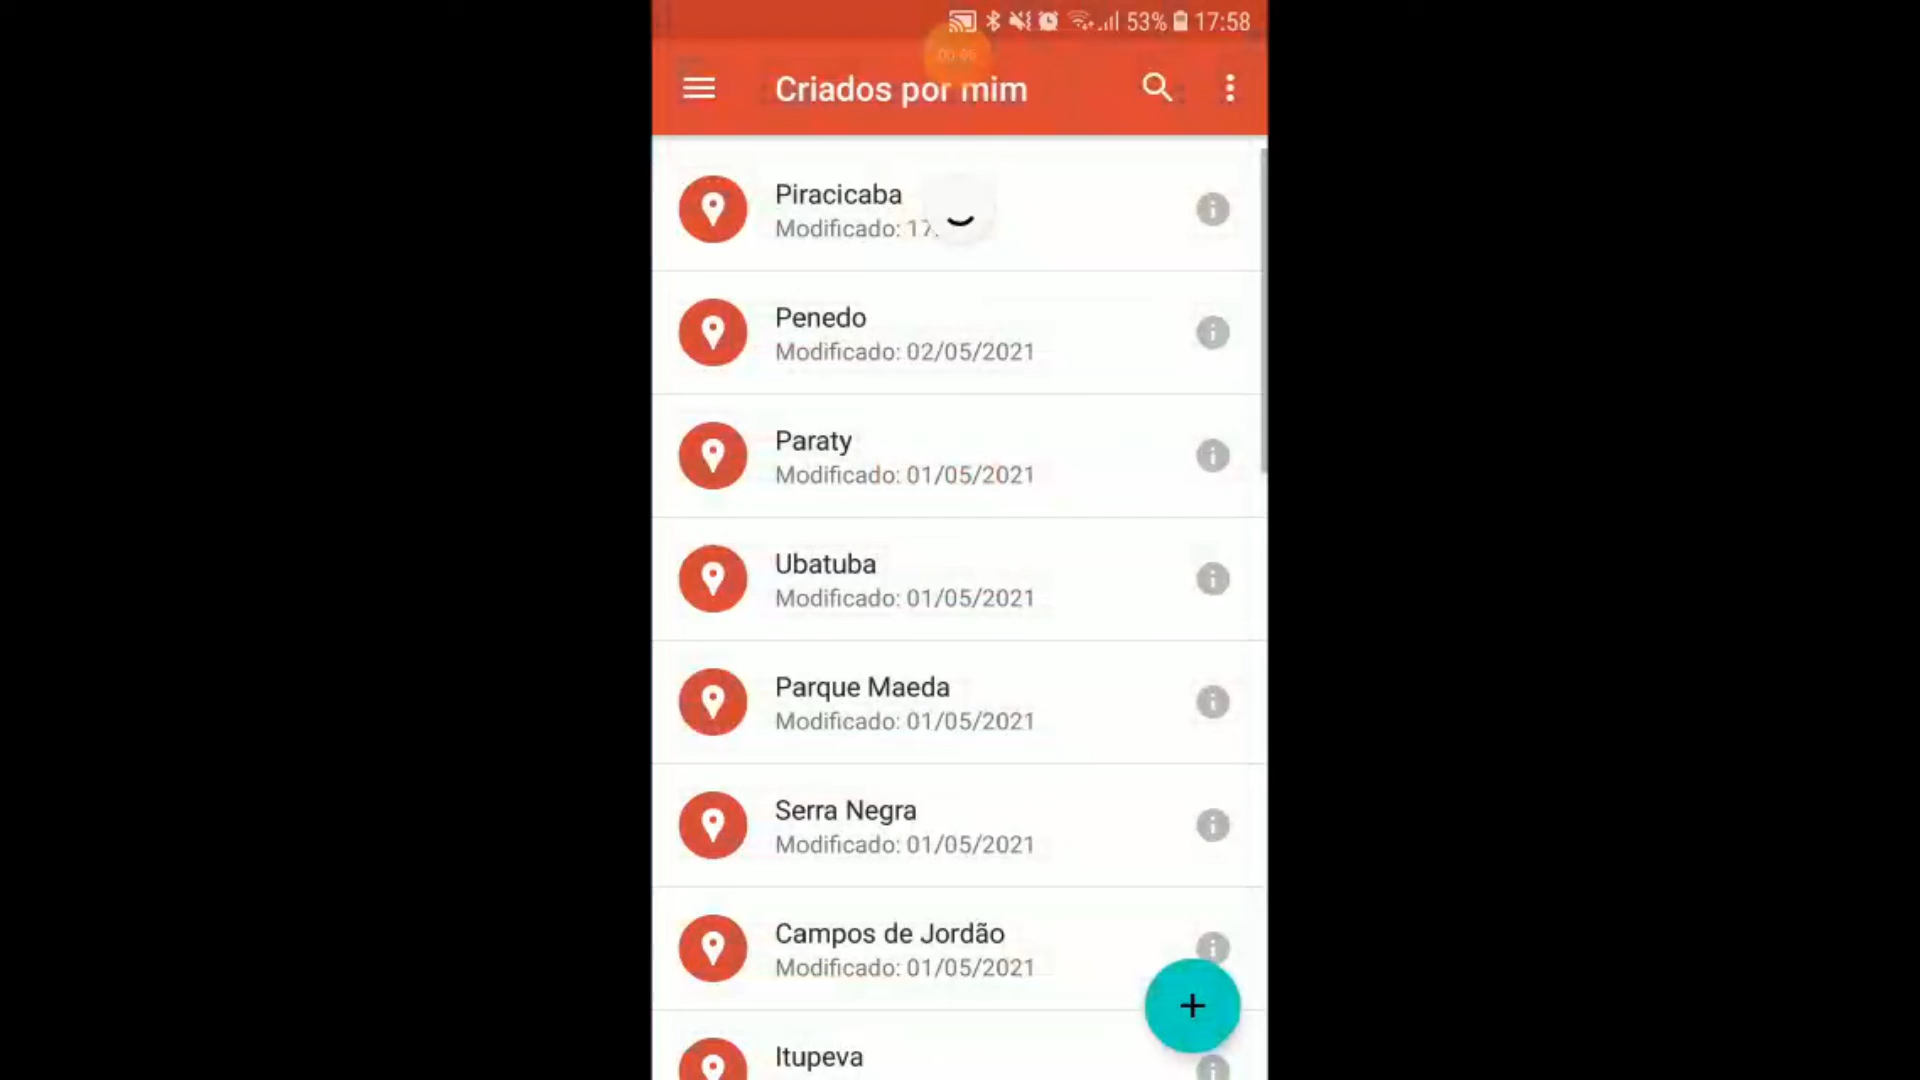 53% 17:58
Criados por mim
Piracicaba
Modificado: 17.
Penedo
Modificado: 02/05/2021
Paraty
Modificado: 01/05/2021
Ubatuba
Modificado: 01/05/2021
Parque Maeda
Modificado: 01/05/2021
Serra Negra
Modificado: 01/05/2021
Campos de Jordão
Modificado: 01/05/2021
Itupeva